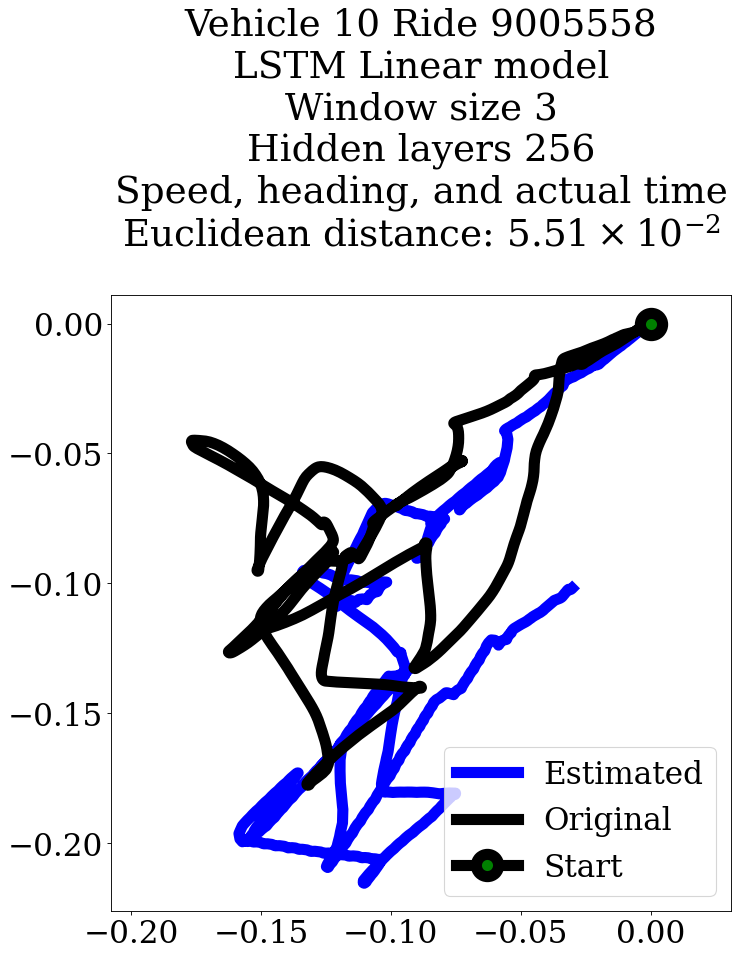 Vehicle 10 Ride 9005558
LSTM Linear model
Window size 3
Hidden layers 256
Speed, heading, and actual time
Euclidean distance: 5.51 × 10⁻²
0.00
−0.05
−0.10
−0.15
−0.20
Estimated
Original
Start
−0.20 −0.15 −0.10 −0.05 0.00